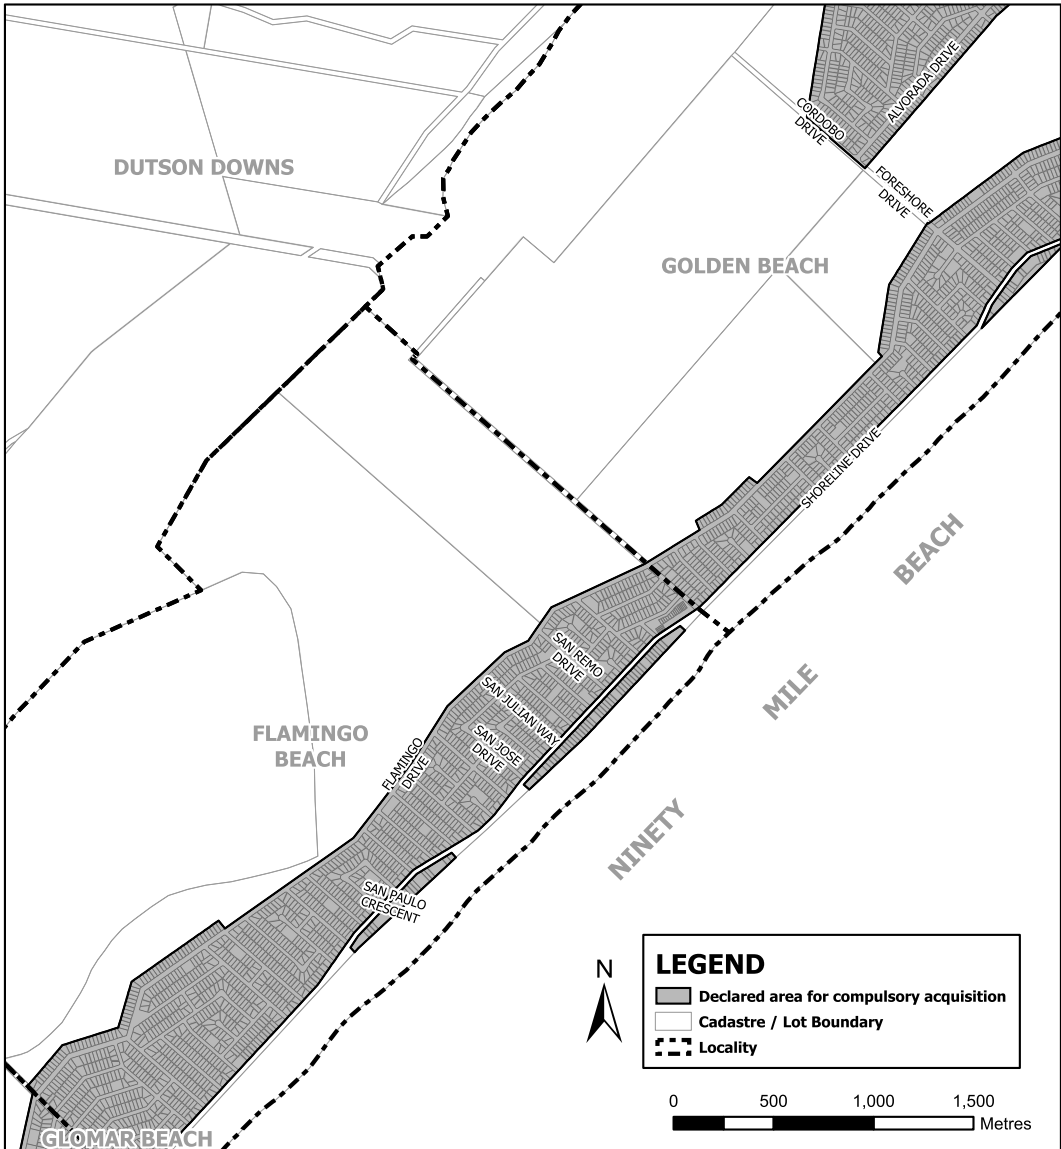 CORDOBO
DRIVE
ALVORADA DRIVE
DUTSON DOWNS
FORESHORE
DRIVE
GOLDEN BEACH
SHORELINE DRIVE
BEACH
SAN REMO
DRIVE
MILE
SAN JULIAN WAY
SAN JOSE
DRIVE
FLAMINGO
BEACH
FLAMINGO
DRIVE
NINETY
SAN PAULO
CRESCENT
GLOMAR BEACH
N
LEGEND
Declared area for compulsory acquisition
Cadastre / Lot Boundary
Locality
0 500 1,000 1,500
Metres